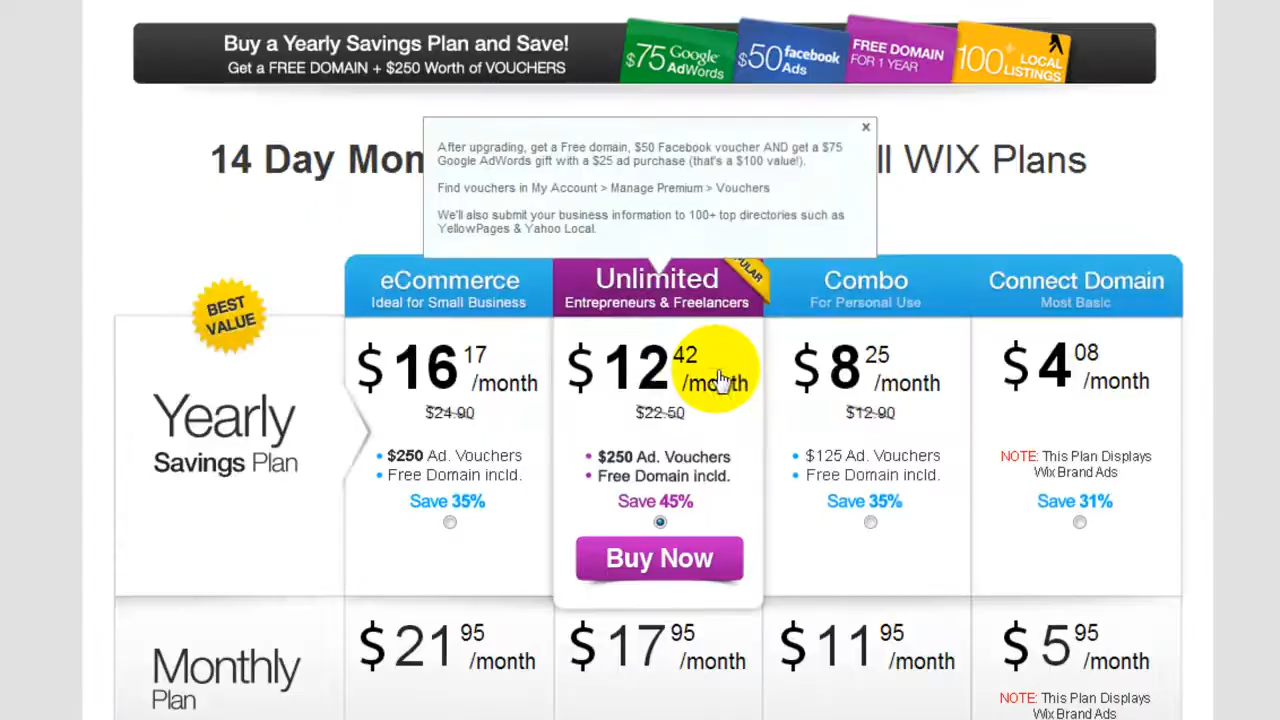 Buy a Yearly Savings Plan and Save!
Get a FREE DOMAIN + $250 Worth of VOUCHERS
$75 Google AdWords
$50 facebook Ads
FREE DOMAIN
FOR 1 YEAR
100+ LOCAL
LISTINGS
x
After upgrading, get a Free domain, $50 Facebook voucher AND get a $75
Google AdWords gift with a $25 ad purchase (that's a $100 value!).
Find vouchers in My Account > Manage Premium > Vouchers
We'll also submit your business information to 100+ top directories such as
YellowPages & Yahoo Local.
14 Day Mon ll WIX Plans
eCommerce
Ideal for Small Business
Unlimited
Entrepreneurs & Freelancers
ULAR
Combo
For Personal Use
Connect Domain
Most Basic
BEST
VALUE
Yearly
Savings Plan
$16 17 /month
$24.90
• $250 Ad. Vouchers
• Free Domain incl.
Save 35%
$12 42 /month
$22.50
• $250 Ad. Vouchers
• Free Domain incl.
Save 45%
Buy Now
$8 25 /month
$12.90
• $125 Ad. Vouchers
• Free Domain incl.
Save 35%
$4 08 /month
NOTE: This Plan Displays
Wix Brand Ads
Save 31%
Monthly
Plan
$21 95 /month
$17 95 /month
$11 95 /month
$5 95 /month
NOTE: This Plan Displays
Wix Brand Ads